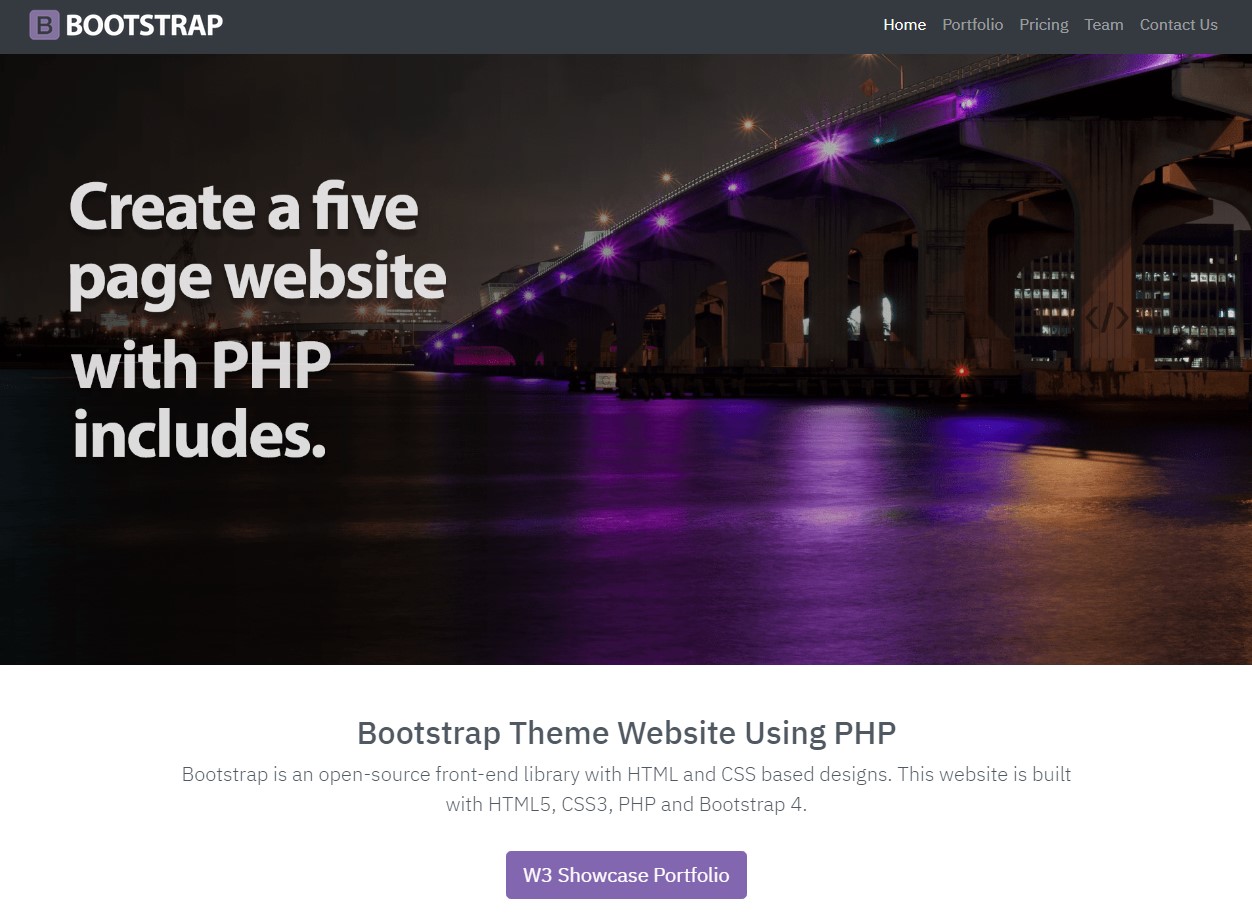 B BOOTSTRAP
Home Portfolio Pricing Team Contact Us
Create a five
page website
with PHP
includes.
</>
Bootstrap Theme Website Using PHP
Bootstrap is an open-source front-end library with HTML and CSS based designs. This website is built
with HTML5, CSS3, PHP and Bootstrap 4.
W3 Showcase Portfolio